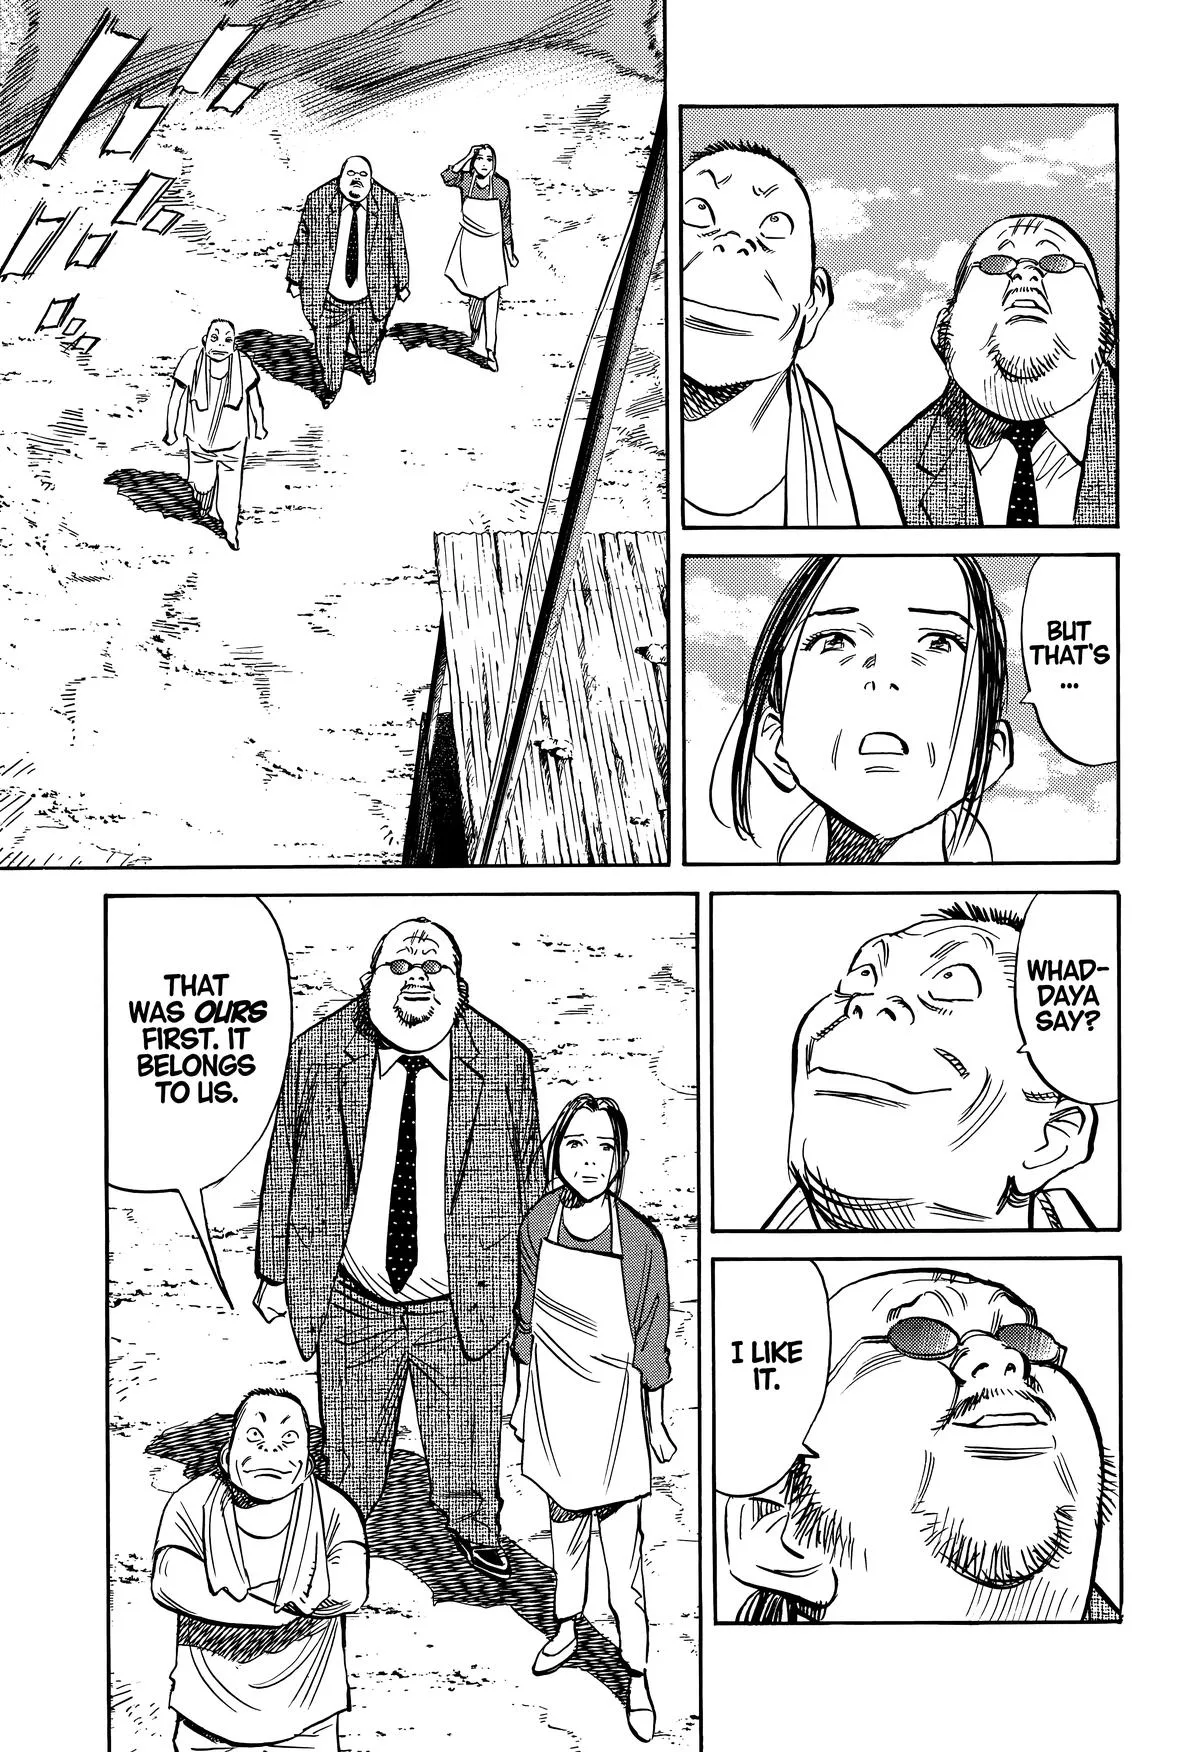 BUT
THAT'S
...
WHAD-
DAYA
SAY?
I LIKE
IT.
THAT
WAS OURS
FIRST. IT
BELONGS
TO US.